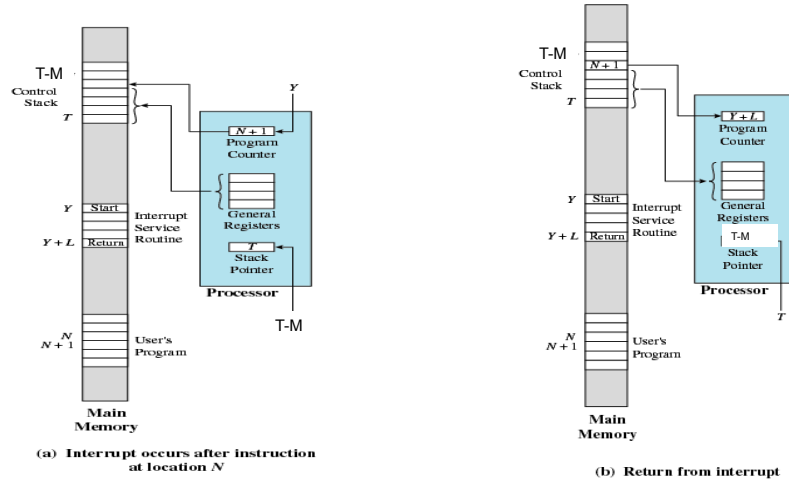 T-M
Control
Stack
T
Y
N + 1
Program
Counter
General
Registers
T
Stack
Pointer
Processor
T-M
Y
Start
Interrupt
Service
Routine
Y + L
Return
N
N + 1
User's
Program
Main
Memory
(a) Interrupt occurs after instruction
at location N
T-M
N + 1
Control
Stack
T
Y + L
Program
Counter
General
Registers
T-M
Stack
Pointer
Processor
T
Y
Start
Interrupt
Service
Routine
Y + L
Return
N
N + 1
User's
Program
Main
Memory
(b) Return from interrupt